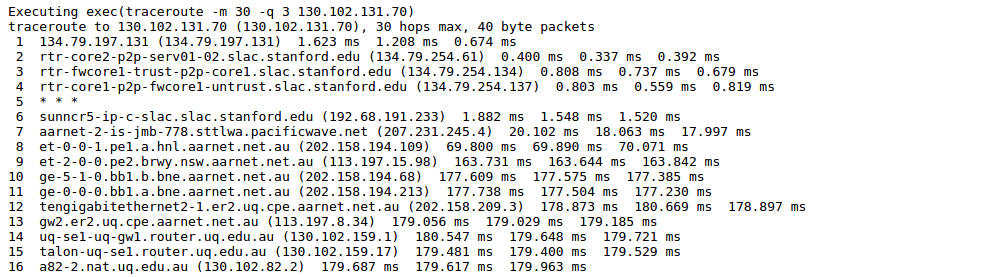 Executing exec(traceroute -m 30 -q 3 130.102.131.70)
traceroute to 130.102.131.70 (130.102.131.70), 30 hops max, 40 byte packets
1 134.79.197.131 (134.79.197.131) 1.623 ms 1.208 ms 0.674 ms
2 rtr-core2-p2p-serv01-02.slac.stanford.edu (134.79.254.61) 0.400 ms 0.337 ms 0.392 ms
3 rtr-fwcore1-trust-p2p-core1.slac.stanford.edu (134.79.254.134) 0.808 ms 0.737 ms 0.679 ms
4 rtr-core1-p2p-fwcore1-untrust.slac.stanford.edu (134.79.254.137) 0.803 ms 0.559 ms 0.819 ms
5 * * *
6 sunncr5-ip-c-slac.slac.stanford.edu (192.68.191.233) 1.882 ms 1.548 ms 1.520 ms
7 aarnet-2-is-jmb-778.sttlwa.pacificwave.net (207.231.245.4) 20.102 ms 18.063 ms 17.997 ms
8 et-0-0-1.pe1.a.hnl.aarnet.net.au (202.158.194.109) 69.800 ms 69.890 ms 70.071 ms
9 et-2-0-0.pe2.brwy.nsw.aarnet.net.au (113.197.15.98) 163.731 ms 163.644 ms 163.842 ms
10 ge-5-1-0.bb1.b.bne.aarnet.net.au (202.158.194.68) 177.609 ms 177.575 ms 177.385 ms
11 ge-0-0-0.bb1.a.bne.aarnet.net.au (202.158.194.213) 177.738 ms 177.504 ms 177.230 ms
12 tengigabitethernet2-1.er2.uq.cpe.aarnet.net.au (202.158.209.3) 178.873 ms 180.669 ms 178.897 ms
13 gw2.er2.uq.cpe.aarnet.net.au (113.197.8.34) 179.056 ms 179.029 ms 179.185 ms
14 uq-se1-uq-gw1.router.uq.edu.au (130.102.159.1) 180.547 ms 179.648 ms 179.721 ms
15 talon-uq-se1.router.uq.edu.au (130.102.159.17) 179.481 ms 179.400 ms 179.529 ms
16 a82-2.nat.uq.edu.au (130.102.82.2) 179.687 ms 179.617 ms 179.963 ms